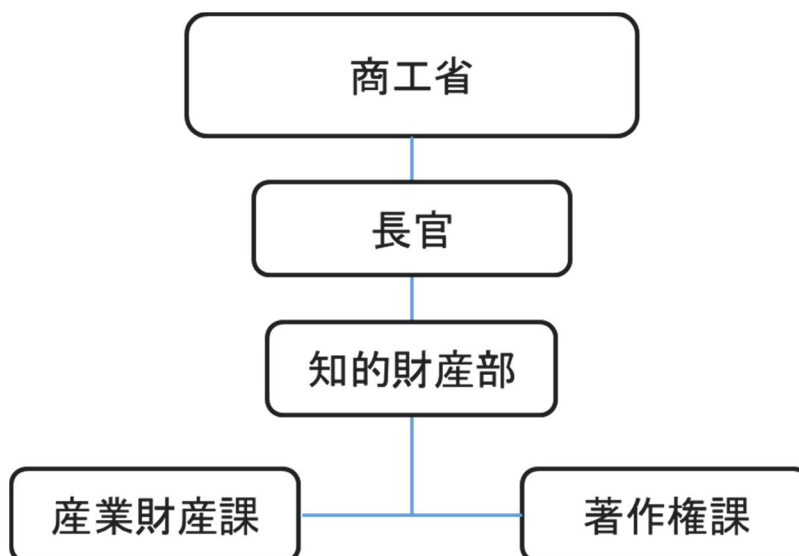 商工省
長官
知的財産部
産業財産課
著作権課